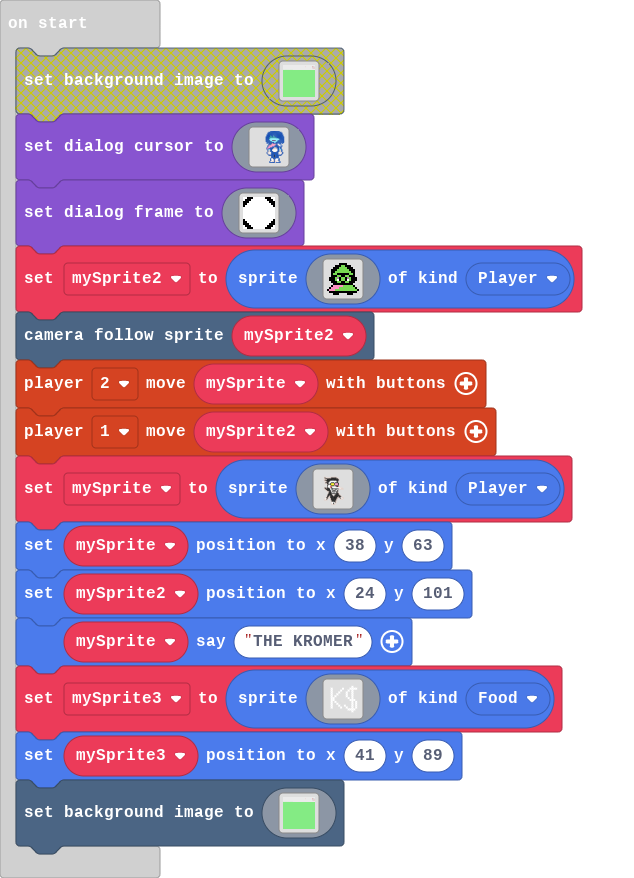 on start
set background image to
set dialog cursor to
set dialog frame to
set mySprite2 to sprite of kind Player
camera follow sprite mySprite2
player 2 move mySprite with buttons
player 1 move mySprite2 with buttons
set mySprite to sprite of kind Player
set mySprite position to x 38 y 63
set mySprite2 position to x 24 y 101
mySprite say "THE KROMER"
set mySprite3 to sprite K$ of kind Food
set mySprite3 position to x 41 y 89
set background image to